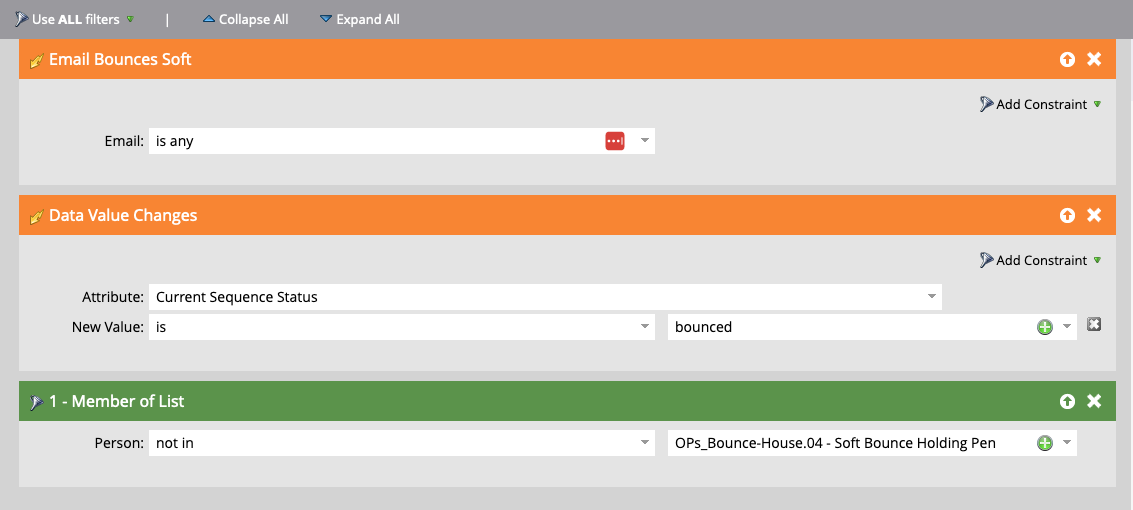 Use ALL filters | Collapse All Expand All
Email Bounces Soft
Add Constraint
Email: is any
Data Value Changes
Add Constraint
Attribute: Current Sequence Status
New Value: is bounced
1 - Member of List
Person: not in OPs_Bounce-House.04 - Soft Bounce Holding Pen